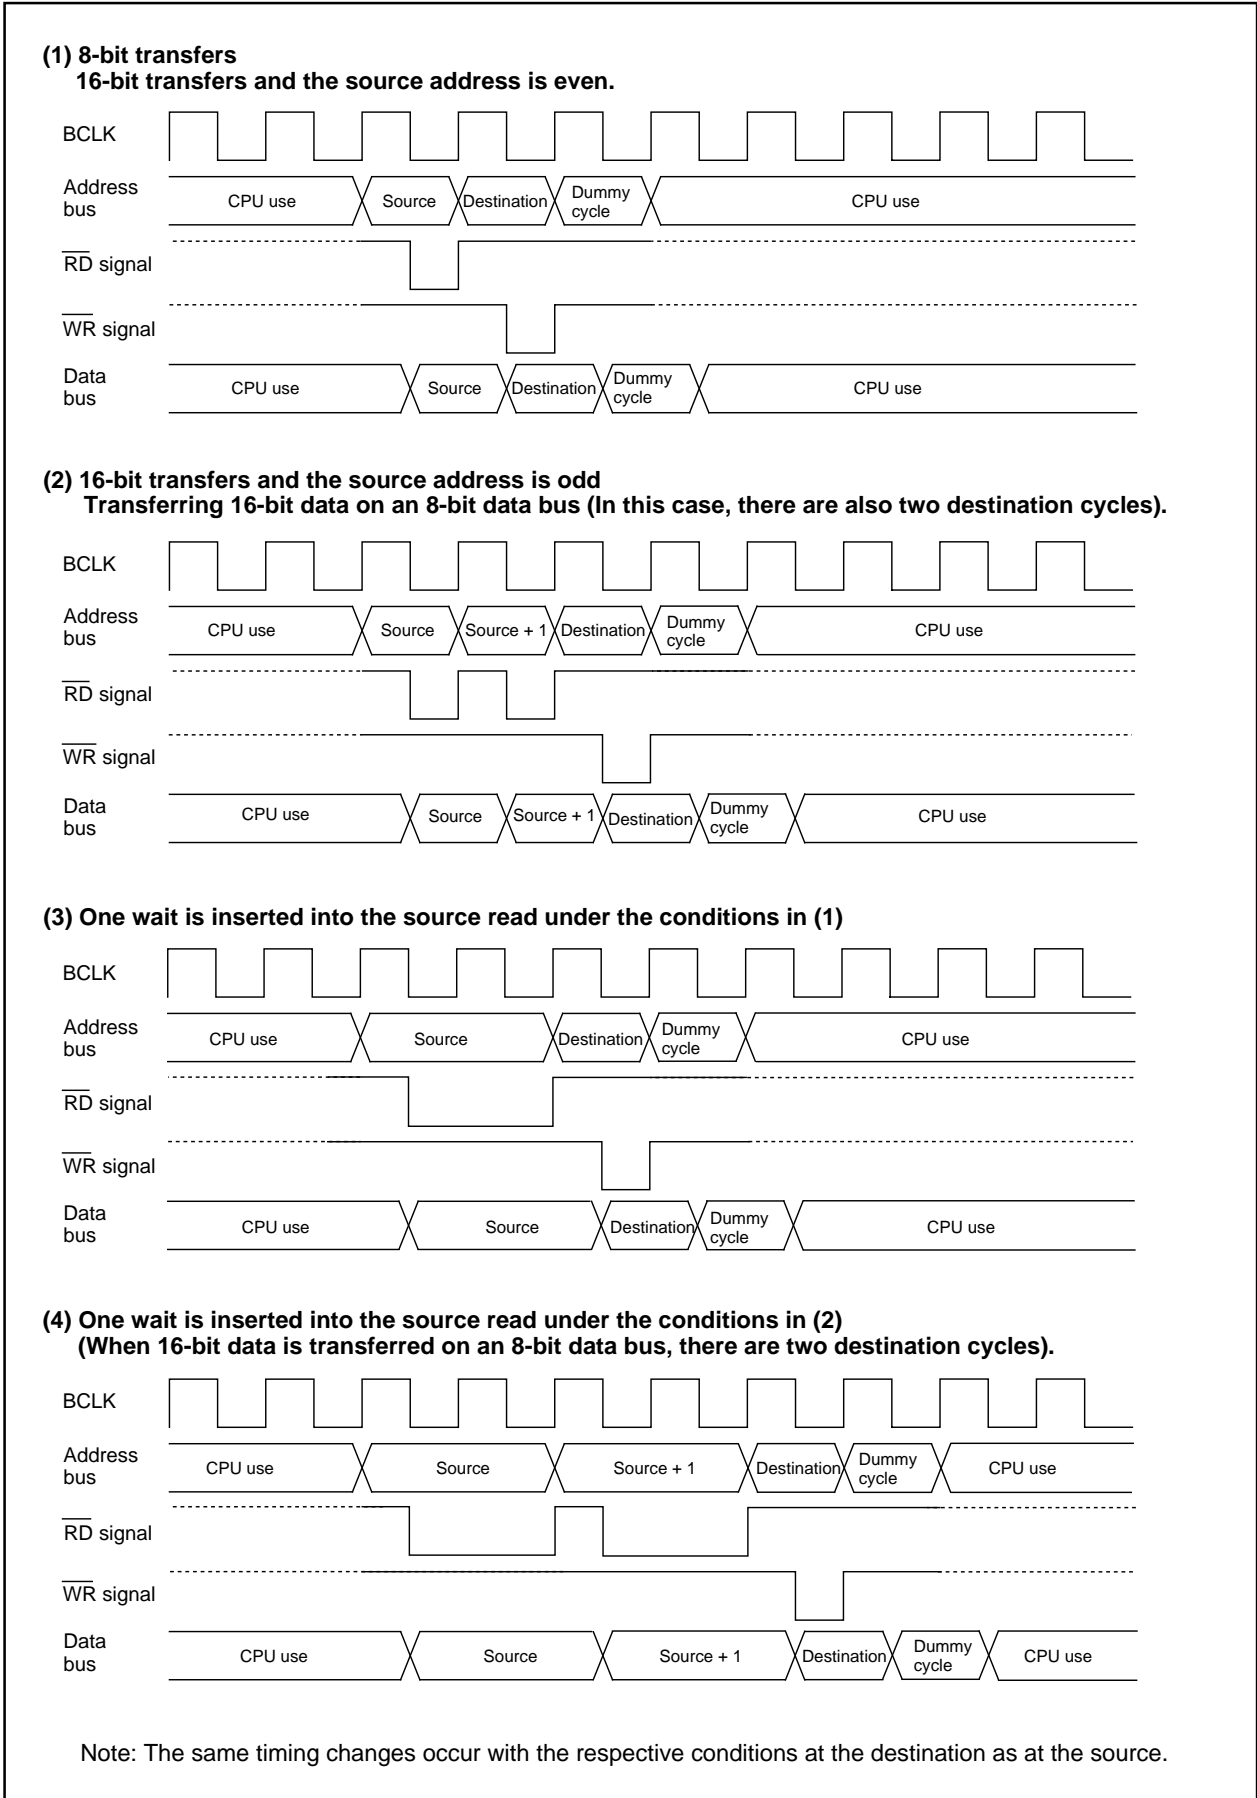 (1) 8-bit transfers
16-bit transfers and the source address is even.
BCLK
Address
bus
CPU use
Source
Destination
Dummy
cycle
CPU use
RD signal
WR signal
Data
bus
CPU use
Source
Destination
Dummy
cycle
CPU use
(2) 16-bit transfers and the source address is odd
Transferring 16-bit data on an 8-bit data bus (In this case, there are also two destination cycles).
BCLK
Address
bus
CPU use
Source
Source + 1
Destination
Dummy
cycle
CPU use
RD signal
WR signal
Data
bus
CPU use
Source
Source + 1
Destination
Dummy
cycle
CPU use
(3) One wait is inserted into the source read under the conditions in (1)
BCLK
Address
bus
CPU use
Source
Destination
Dummy
cycle
CPU use
RD signal
WR signal
Data
bus
CPU use
Source
Destination
Dummy
cycle
CPU use
(4) One wait is inserted into the source read under the conditions in (2)
(When 16-bit data is transferred on an 8-bit data bus, there are two destination cycles).
BCLK
Address
bus
CPU use
Source
Source + 1
Destination
Dummy
cycle
CPU use
RD signal
WR signal
Data
bus
CPU use
Source
Source + 1
Destination
Dummy
cycle
CPU use
Note: The same timing changes occur with the respective conditions at the destination as at the source.